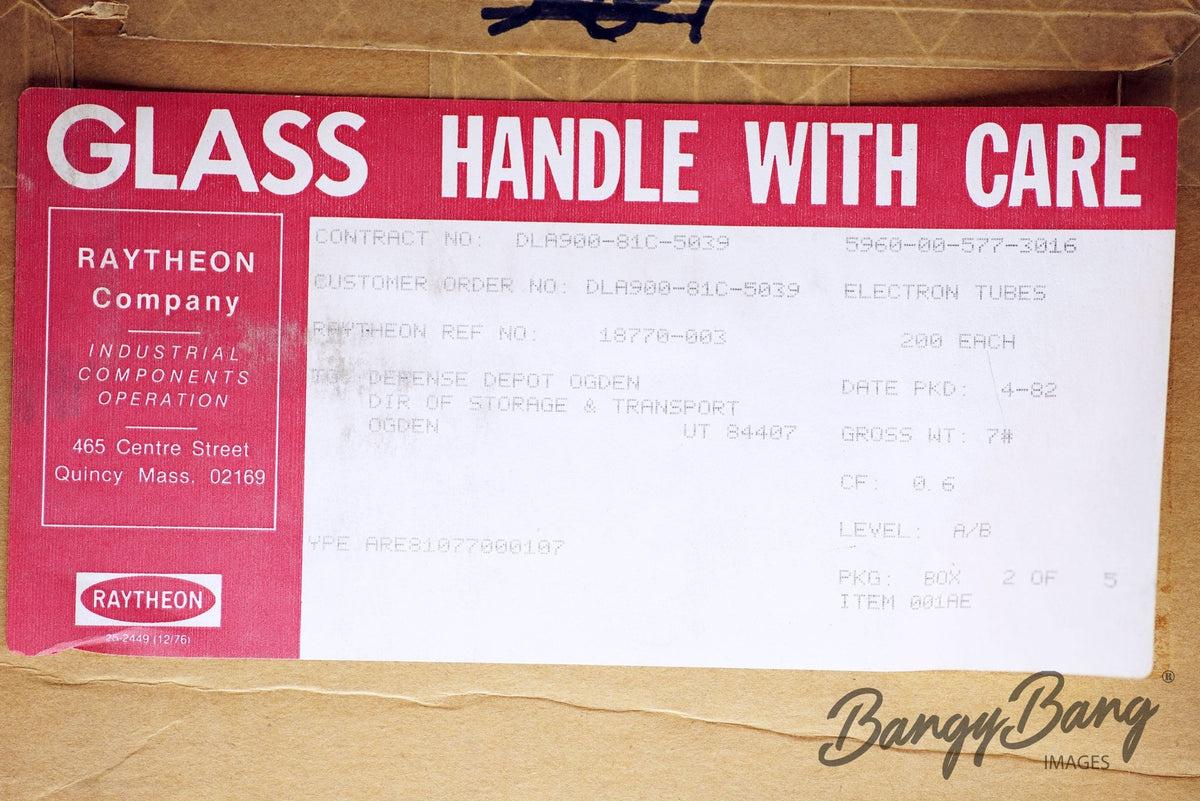 GLASS HANDLE WITH CARE
RAYTHEON
Company
INDUSTRIAL
COMPONENTS
OPERATION
465 Centre Street
Quincy Mass. 02169
RAYTHEON
25-2449 (12/76)
CONTRACT NO: DLA900-81C-5039
CUSTOMER ORDER NO: DLA900-81C-5039
RAYTHEON REF NO: 18770-003
TO: DEFENSE DEPOT OGDEN
DIR OF STORAGE & TRANSPORT
OGDEN UT 84407
YPE ARE81077000107
5960-00-577-3016
ELECTRON TUBES
200 EACH
DATE PKD: 4-82
GROSS WT: 7#
CF: 0.6
LEVEL: A/B
PKG: BOX 2 OF 5
ITEM 001AE
BangyBang®
IMAGES